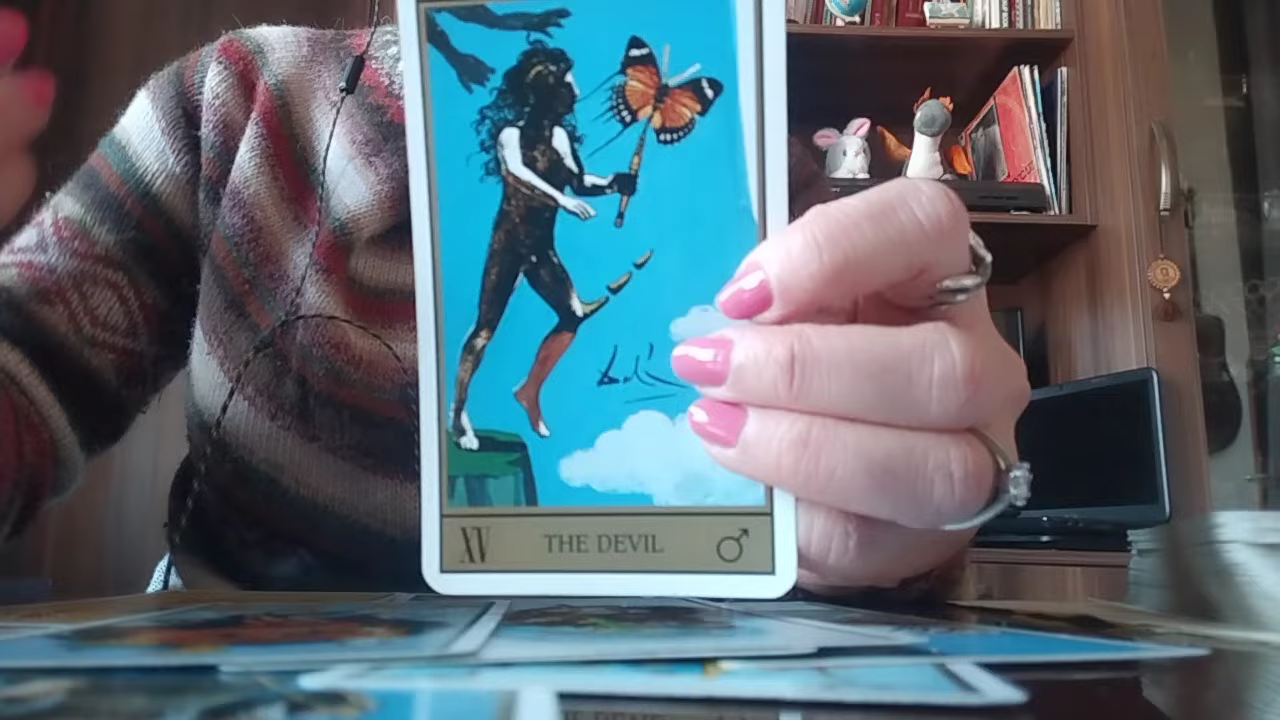 XV THE DEVIL ♂